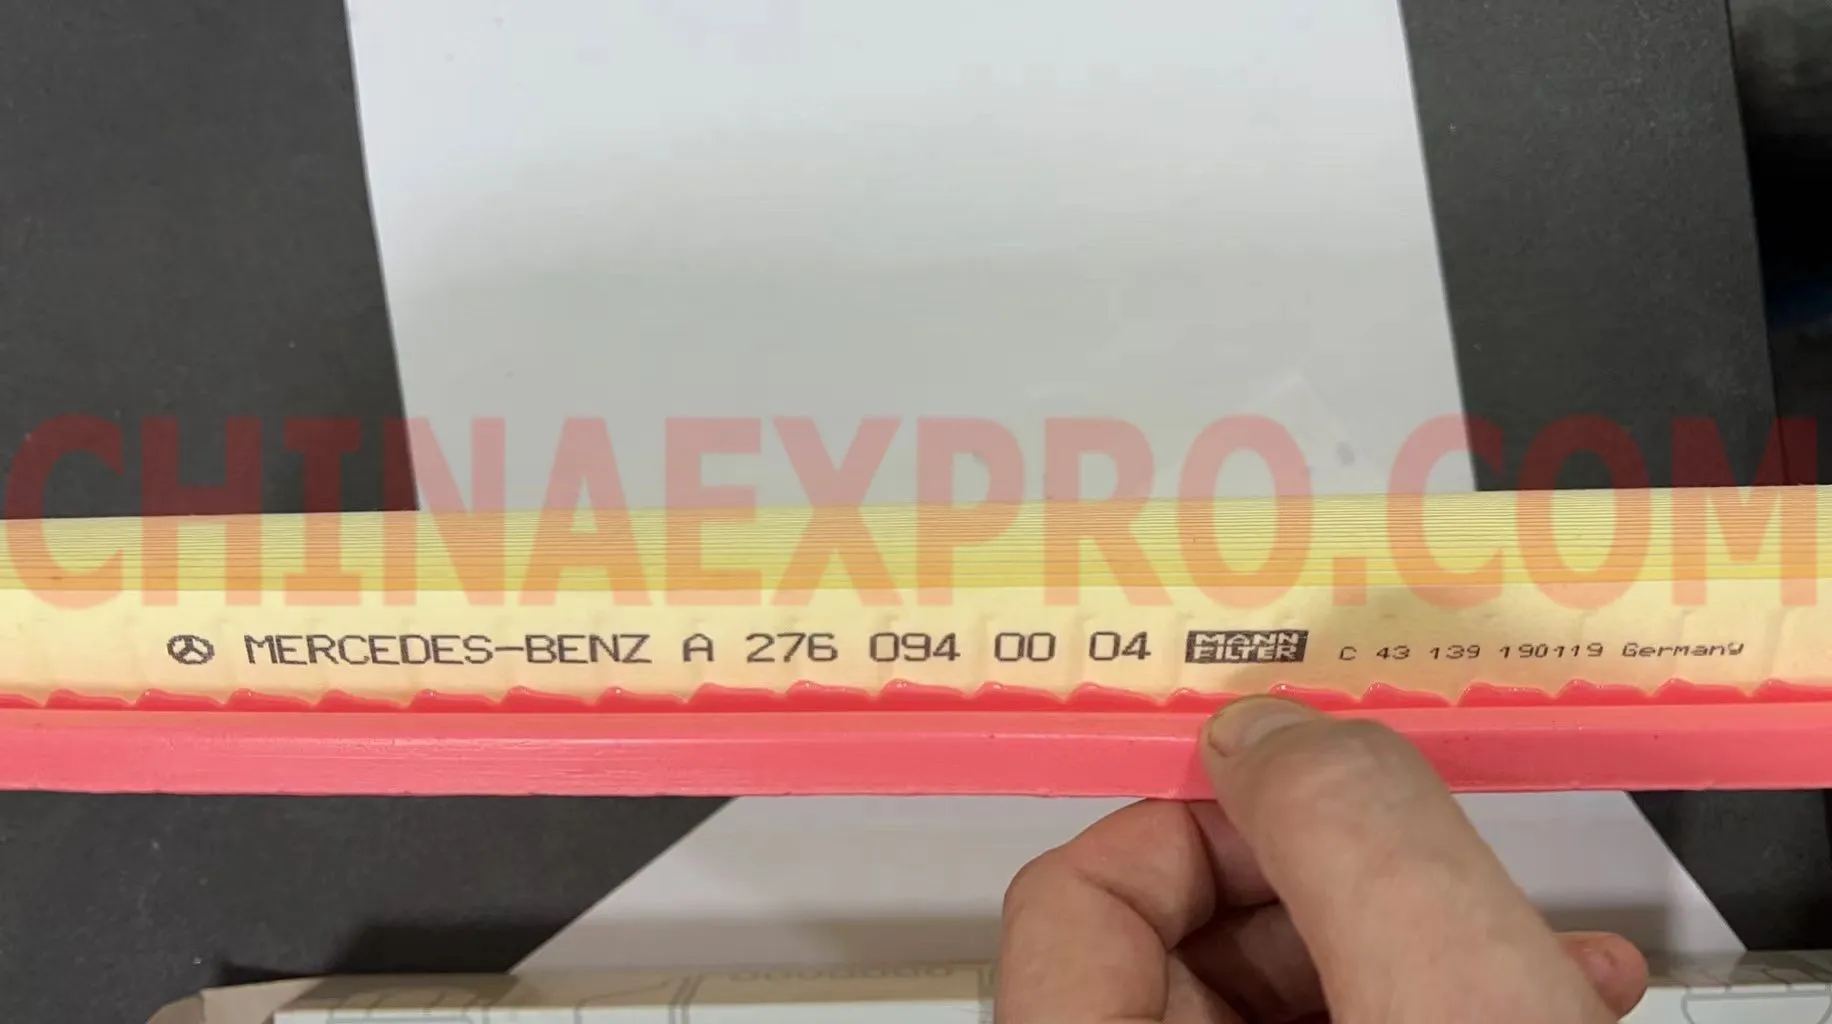 CHINAEXPRO.COM
MERCEDES-BENZ A 276 094 00 04 MANN FILTER C 43 139 190119 Germany